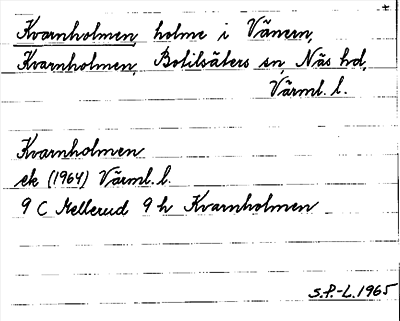 Kvarnholmen, holme i Vänern,
Kvarnholmen, Botilsäters sn, Näs hd,
Värml. l.
Kvarnholmen
ek (1964) Värml. l.
9 C Mellerud 9 h Kvarnholmen
S.P.-L. 1965